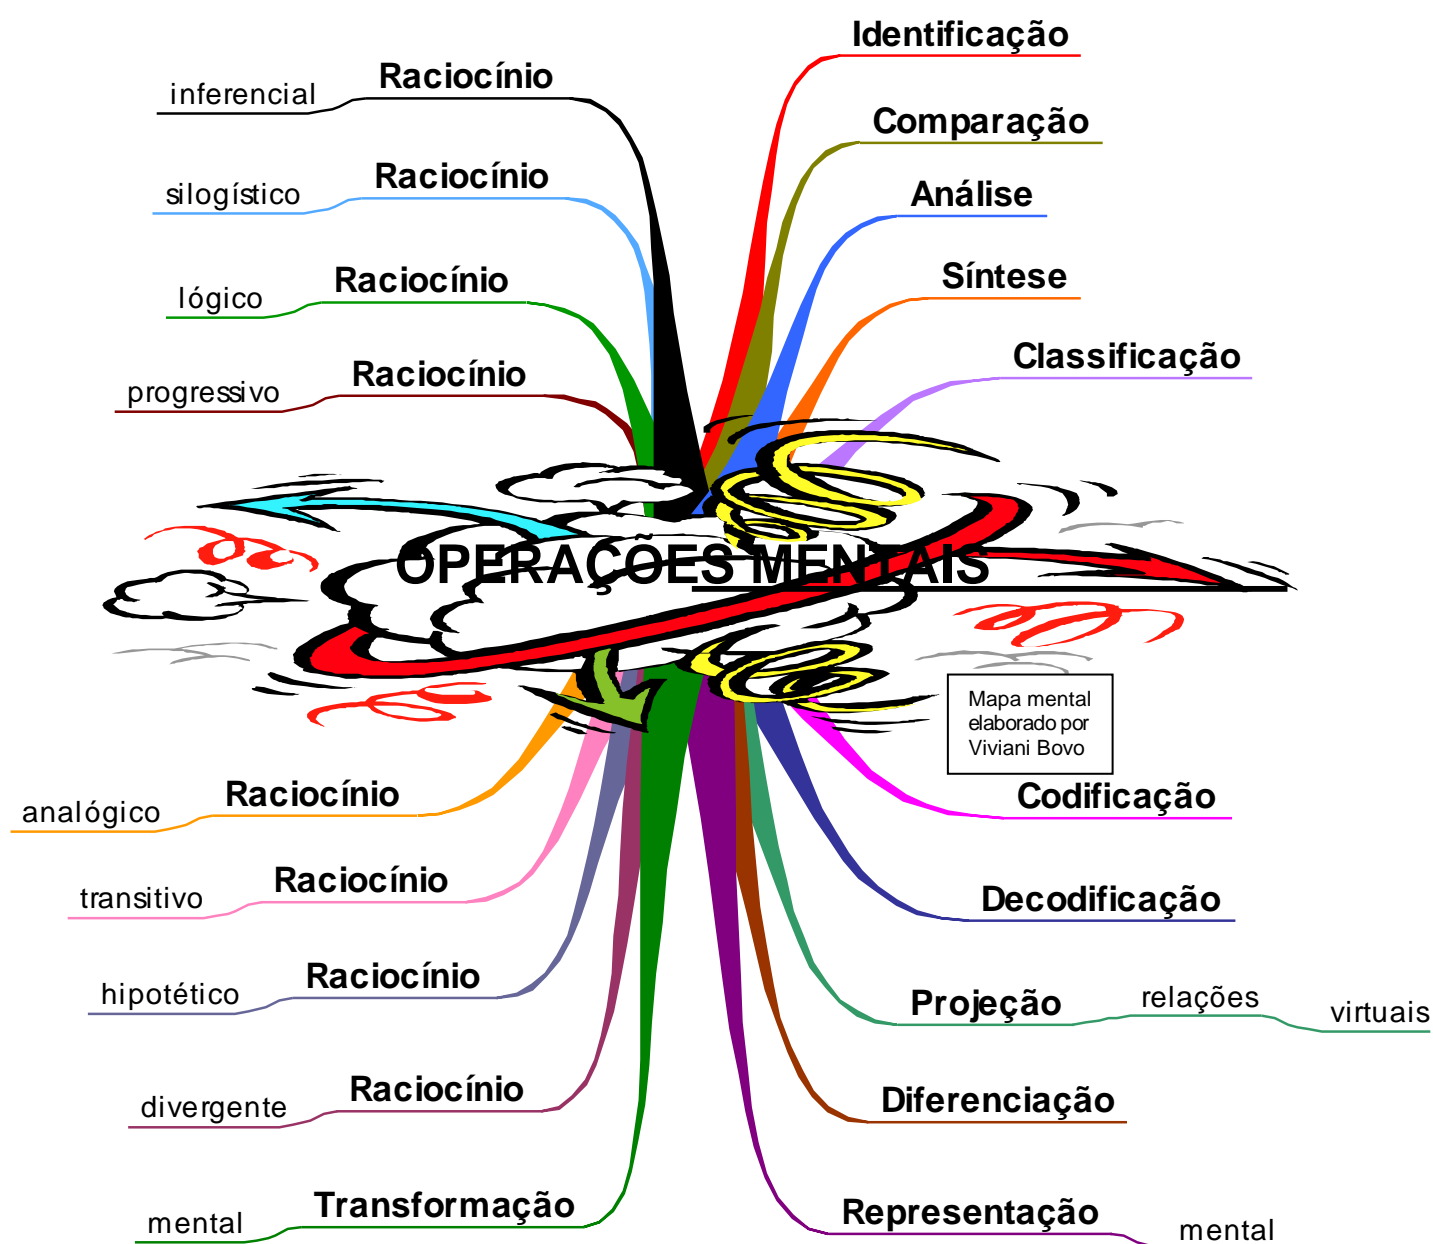 OPERAÇÕES MENTAIS
Identificação
Comparação
Análise
Síntese
Classificação
Codificação
Decodificação
Projeção relações virtuais
Diferenciação
Representação mental
Transformação mental
Raciocínio divergente
Raciocínio hipotético
Raciocínio transitivo
Raciocínio analógico
Raciocínio progressivo
Raciocínio lógico
Raciocínio silogístico
Raciocínio inferencial
Mapa mental
elaborado por
Viviani Bovo